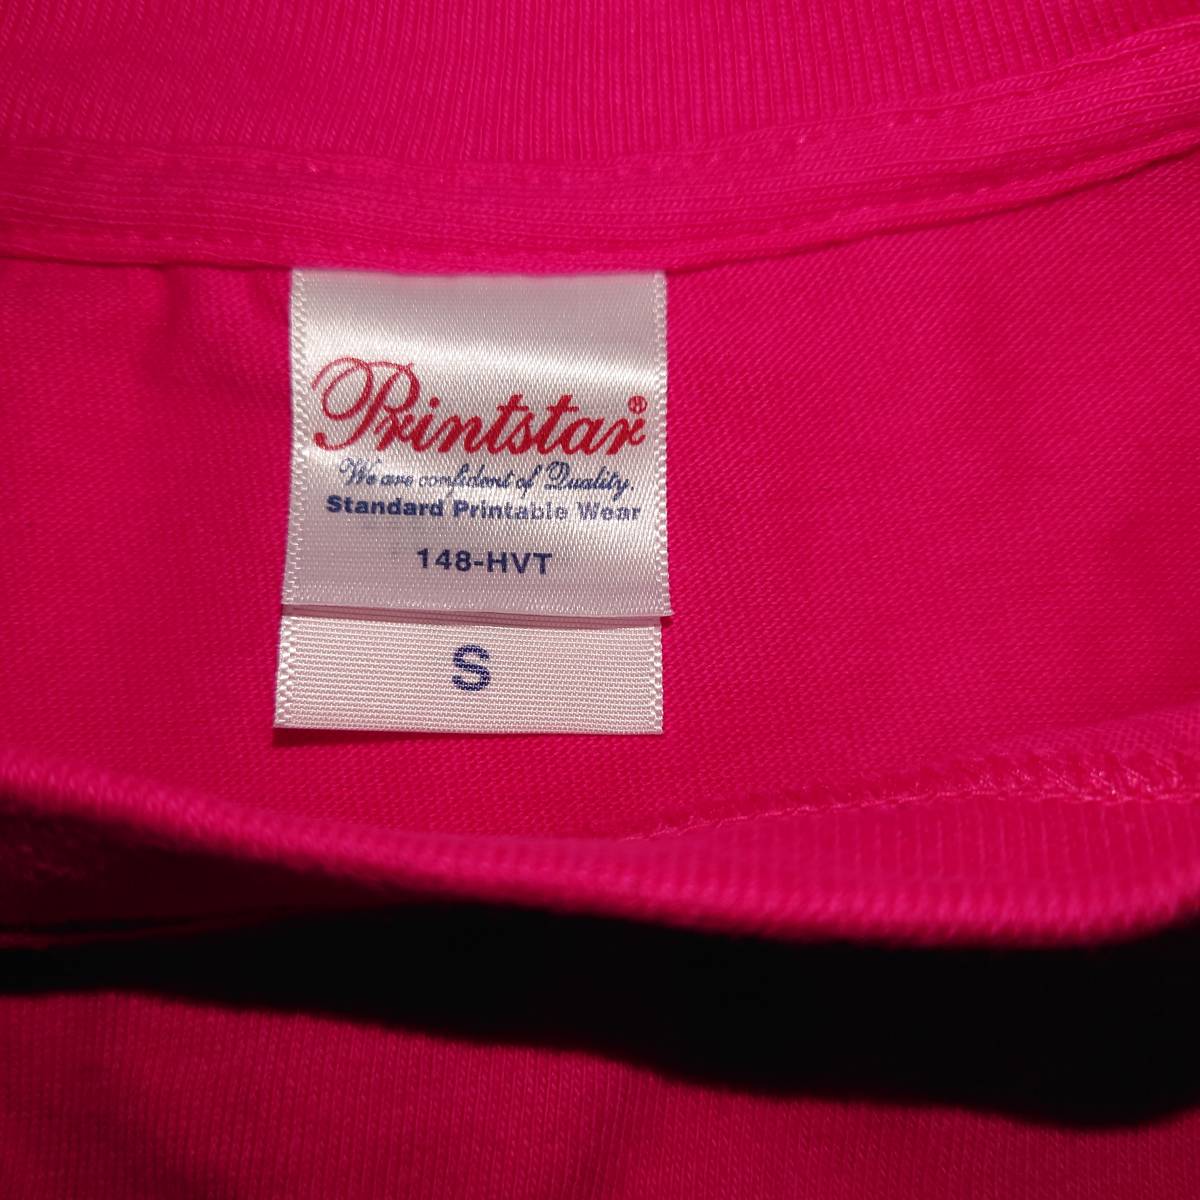 Printstar®
We are confident of Quality.
Standard Printable Wear
148-HVT
S